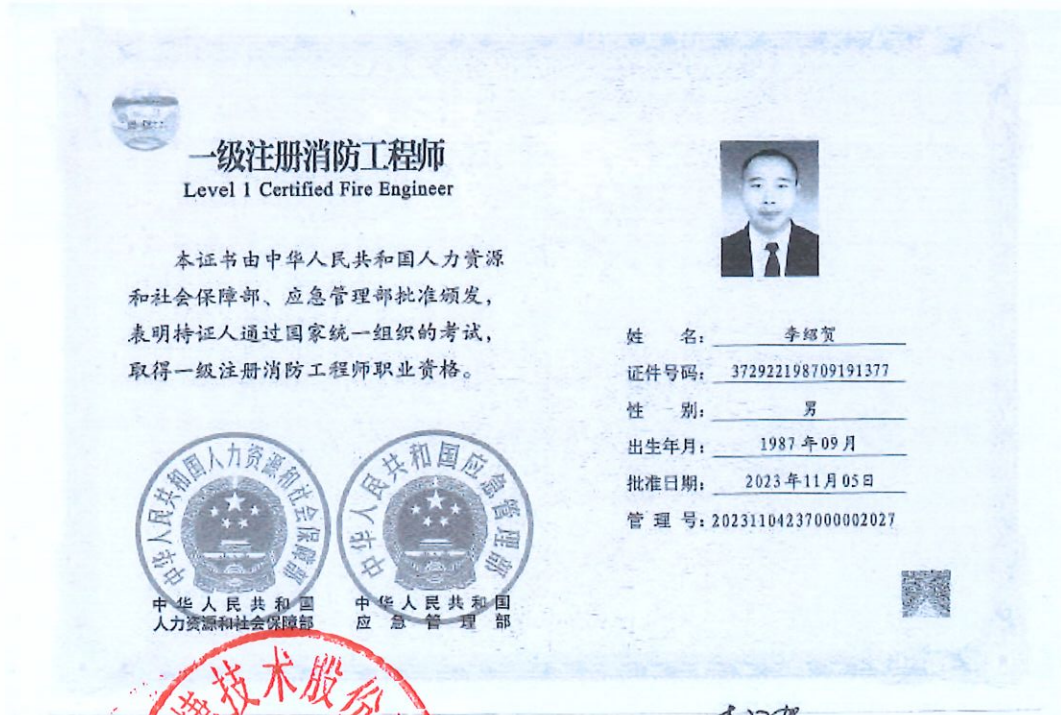 一级注册消防工程师
Level 1 Certified Fire Engineer
本证书由中华人民共和国人力资源
和社会保障部、应急管理部批准颁发，
表明持证人通过国家统一组织的考试，
取得一级注册消防工程师职业资格。
中华人民共和国人力资源和社会保障部
中华人民共和国
人力资源和社会保障部
中华人民共和国应急管理部
中华人民共和国
应急管理部
姓 名： 李绍贺
证件号码： 372922198709191377
性 别： 男
出生年月： 1987年09月
批准日期： 2023年11月05日
管 理 号：20231104237000002027
技术股份